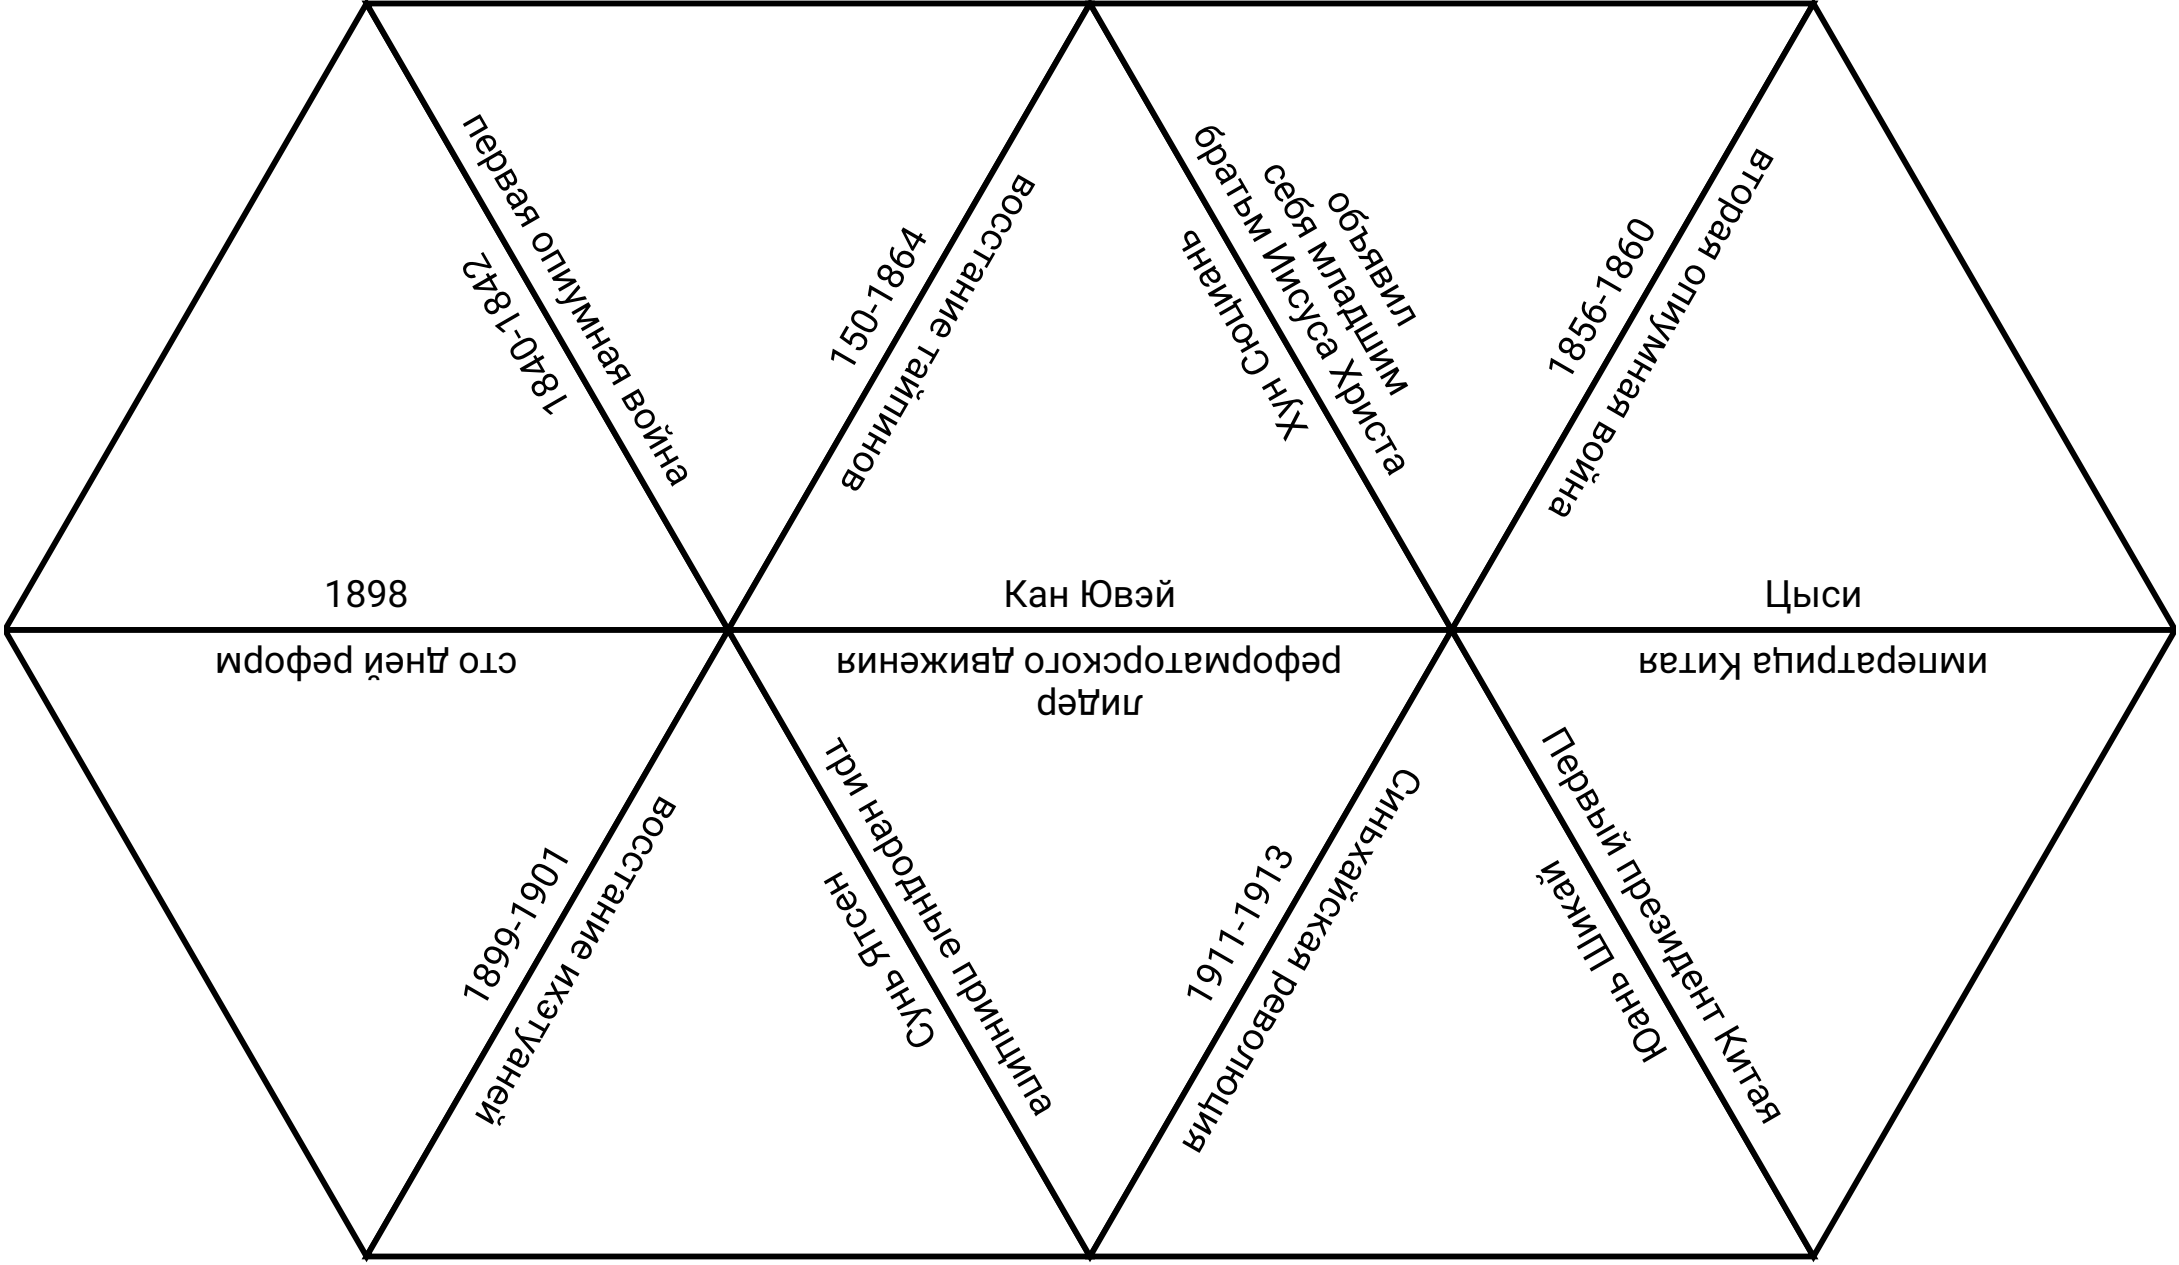 первая опиумная война
1840-1842
150-1864
восстание тайпинов
объявил
себя младшим
братьм Иисуса Христа
Хун Сюциань
1856-1860
вторая опиумная война
1898
сто дней реформ
Кан Ювэй
лидер
реформаторского движения
Цыси
императрица Китая
1899-1901
восстание ихэтуаней
три народные принципа
Сунь Ятсен
1911-1913
Синьхайская революция
Первый президент Китая
Юань Шикай